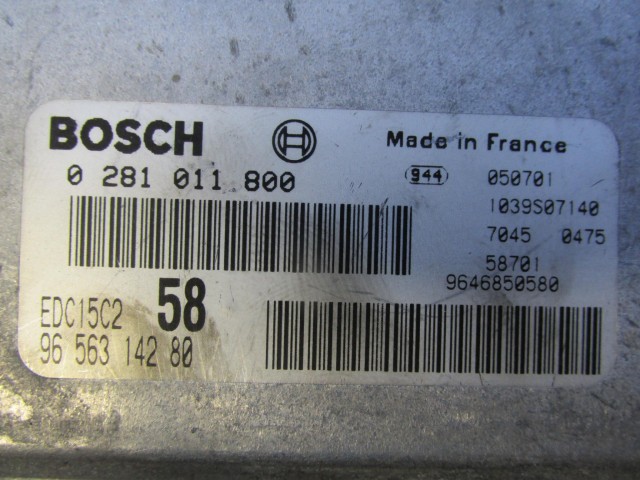 BOSCH
Made in France
0 281 011 800
944 050701
1039S07140
7045 0475
58701
9646850580
EDC15C2 58
96 563 142 80